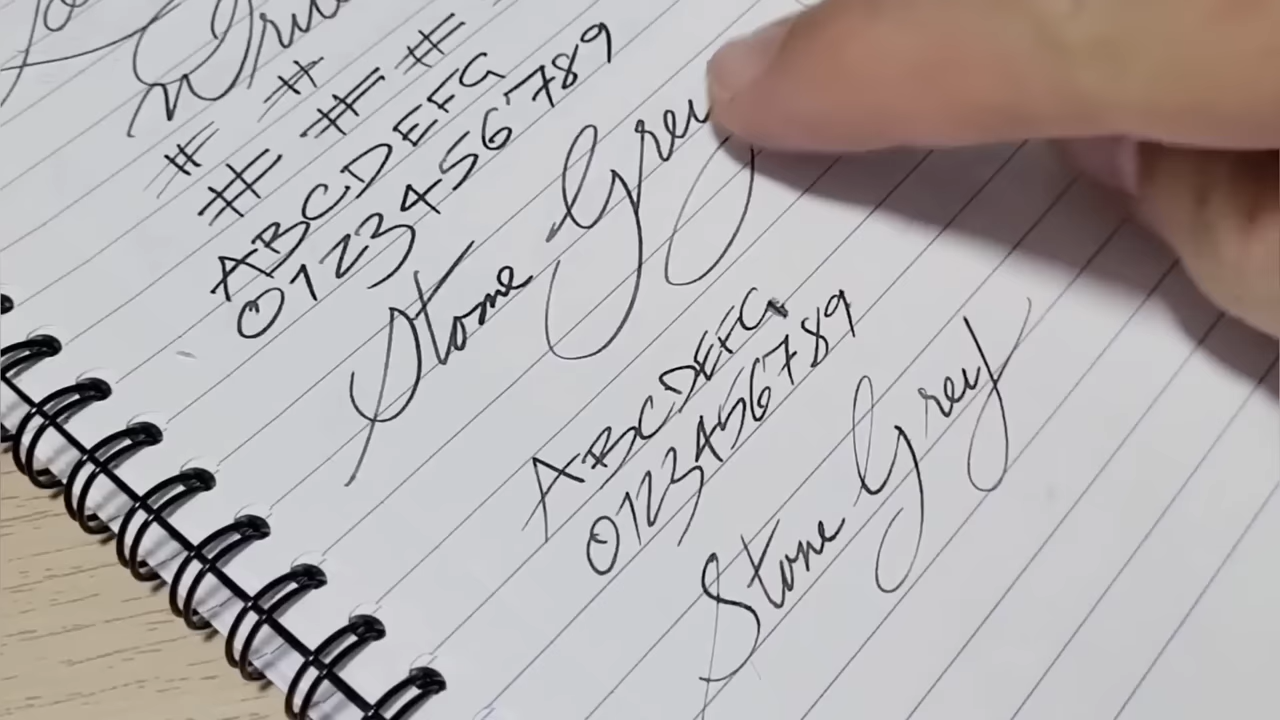 # #
# # #
ABCDEFG
0123456789
Stone Grey
ABCDEFG
0123456789
Stone Grey